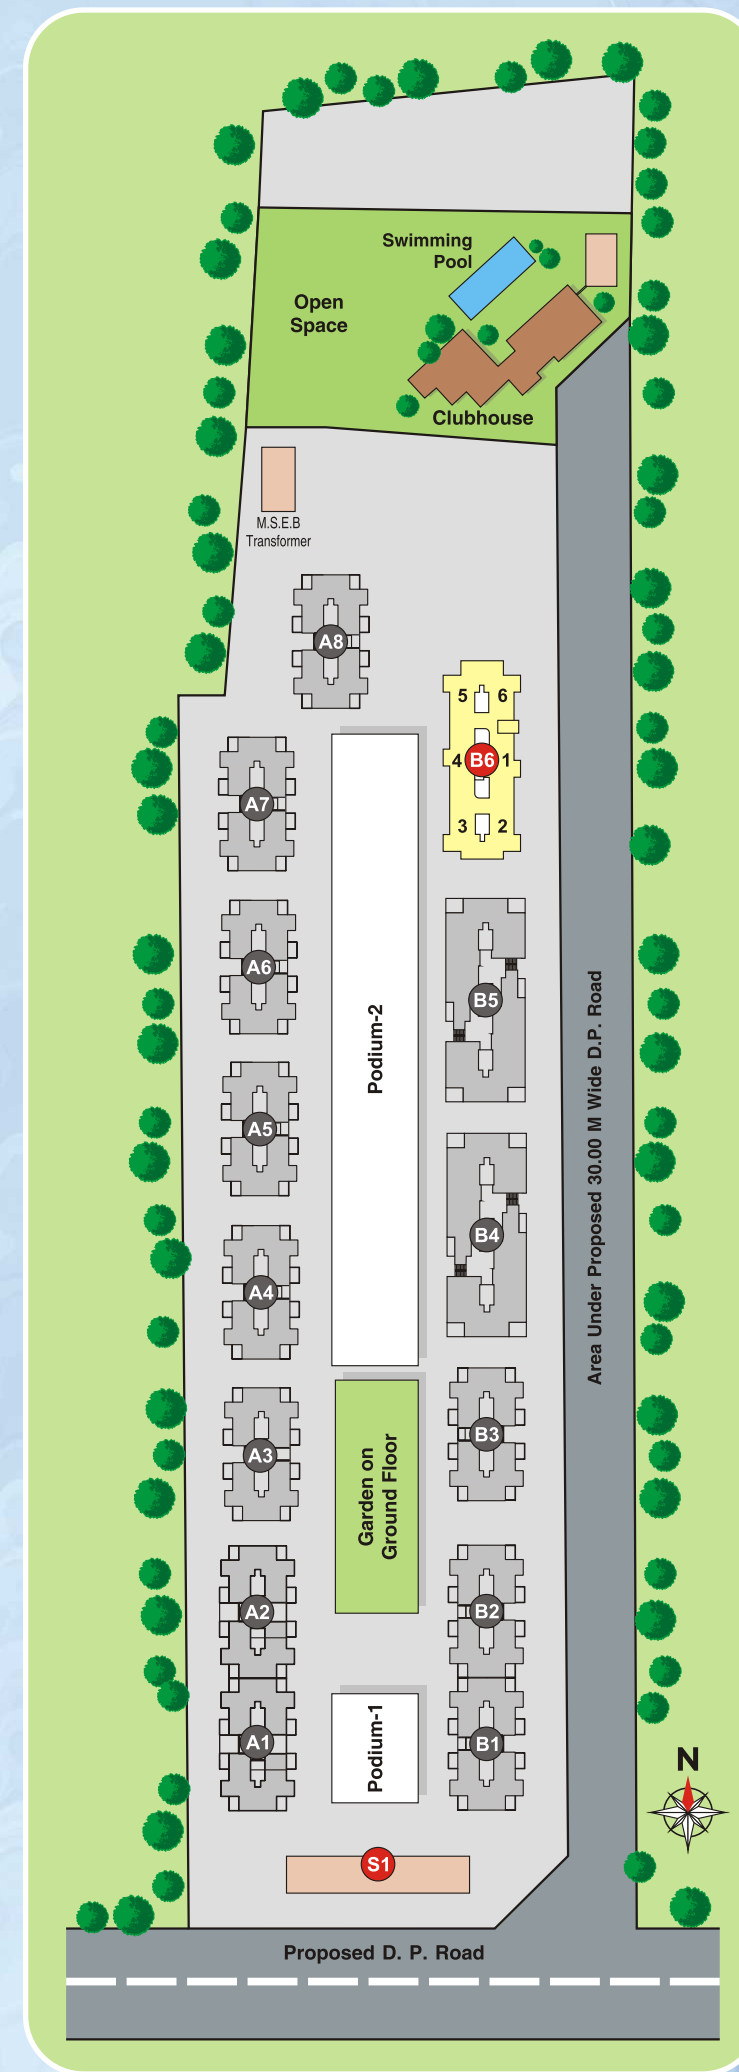 Swimming
Pool
Open
Space
Clubhouse
M.S.E.B
Transformer
A8
5 6
4 B6 1
3 2
A7
A6
B5
Podium-2
A5
Area Under Proposed 30.00 M Wide D.P. Road
B4
A4
B3
A3
Garden on
Ground Floor
A2
B2
A1
B1
Podium-1
N
S1
Proposed D. P. Road